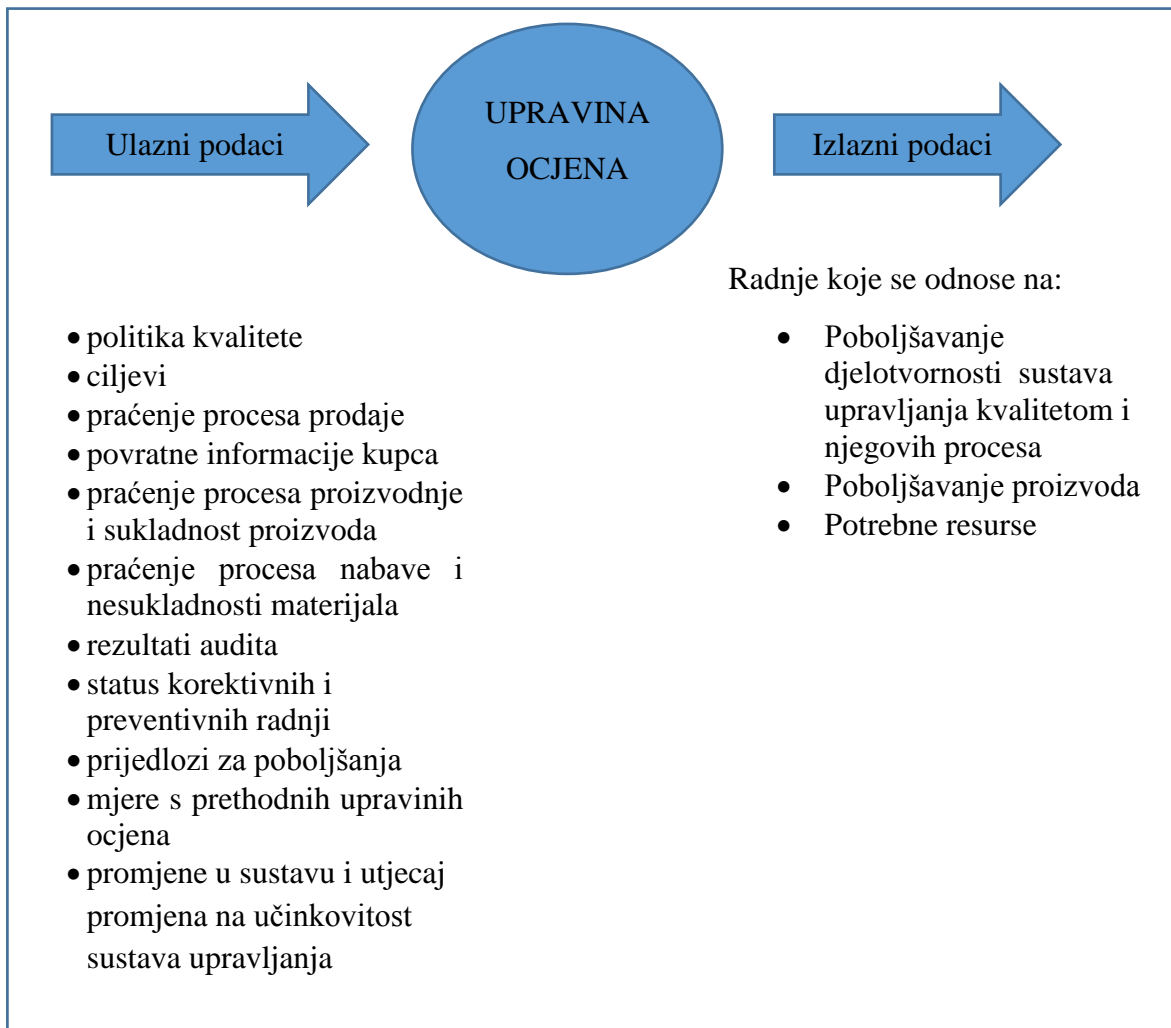 Ulazni podaci
UPRAVINA
OCJENA
Izlazni podaci
• politika kvalitete
• ciljevi
• praćenje procesa prodaje
• povratne informacije kupca
• praćenje procesa proizvodnje
i sukladnost proizvoda
• praćenje procesa nabave i
nesukladnosti materijala
• rezultati audita
• status korektivnih i
preventivnih radnji
• prijedlozi za poboljšanja
• mjere s prethodnih upravinih
ocjena
• promjene u sustavu i utjecaj
promjena na učinkovitost
sustava upravljanja
Radnje koje se odnose na:
• Poboljšavanje
djelotvornosti sustava
upravljanja kvalitetom i
njegovih procesa
• Poboljšavanje proizvoda
• Potrebne resurse